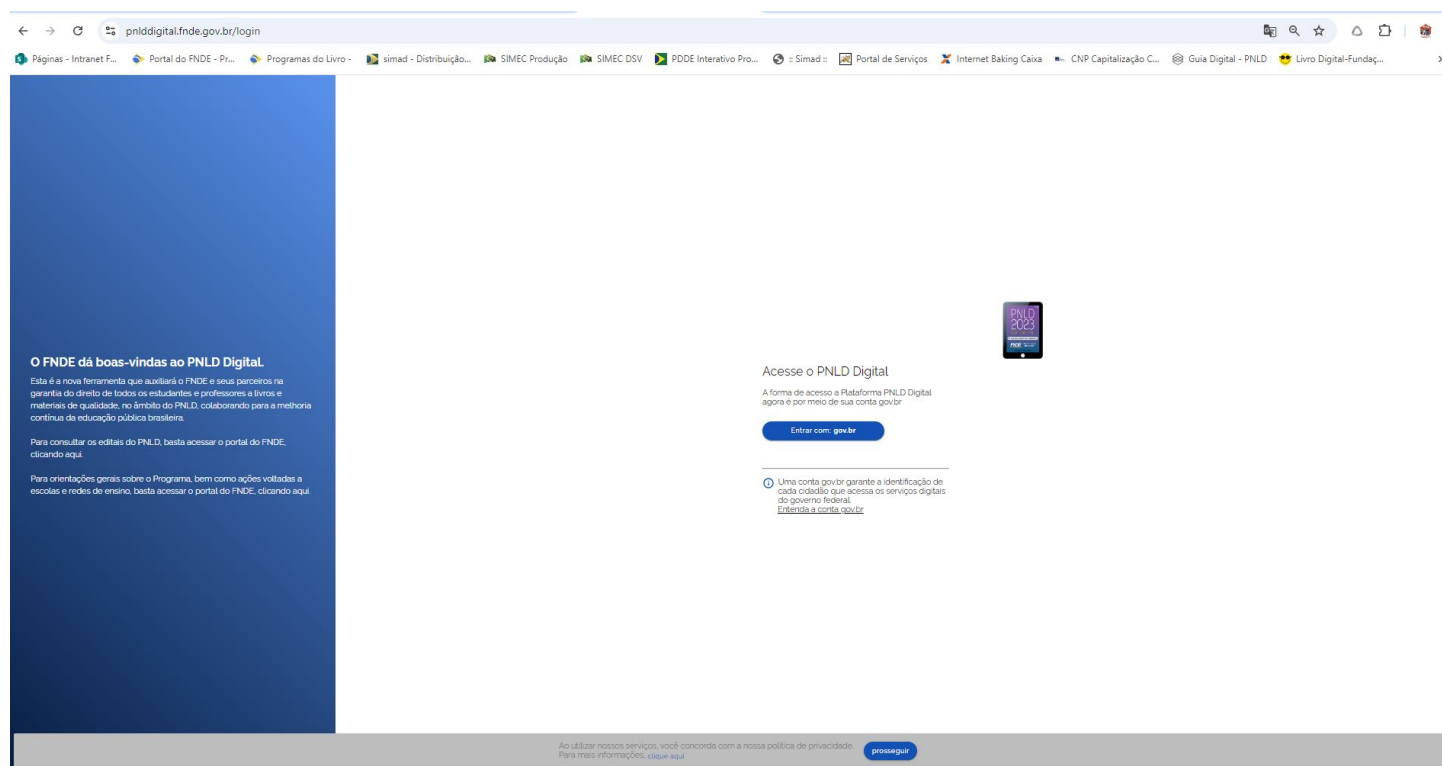 pnlddigital.fnde.gov.br/login
Páginas - Intranet F...
Portal do FNDE - Pr...
Programas do Livro -
simad - Distribuição...
SIMEC Produção
SIMEC DSV
PDDE Interativo Pro...
:: Simad ::
Portal de Serviços
Internet Baking Caixa
CNP Capitalização C...
Guia Digital - PNLD
Livro Digital-Fundaç...
O FNDE dá boas-vindas ao PNLD Digital.
Esta é a nova ferramenta que auxiliará o FNDE e seus parceiros na
garantia do direito de todos os estudantes e professores a livros e
materiais de qualidade, no âmbito do PNLD, colaborando para a melhoria
contínua da educação pública brasileira.
Para consultar os editais do PNLD, basta acessar o portal do FNDE,
clicando aqui.
Para orientações gerais sobre o Programa, bem como ações voltadas a
escolas e redes de ensino, basta acessar o portal do FNDE, clicando aqui.
PNLD
2023
FNDE
Acesse o PNLD Digital
A forma de acesso a Plataforma PNLD Digital
agora é por meio de sua conta gov.br
Entrar com: gov.br
Uma conta gov.br garante a identificação de
cada cidadão que acessa os serviços digitais
do governo federal.
Entenda a conta gov.br
Ao utilizar nossos serviços, você concorda com a nossa política de privacidade.
Para mais informações, clique aqui
prosseguir